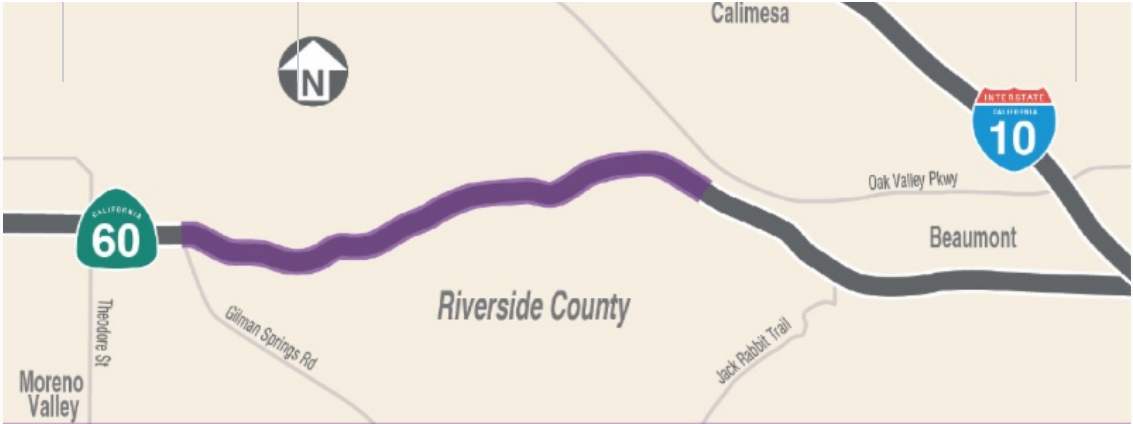 Calimesa
N
INTERSTATE
CALIFORNIA
10
Oak Valley Pkwy
CALIFORNIA
60
Beaumont
Riverside County
Theodore St
Gilman Springs Rd
Jack Rabbit Trail
Moreno
Valley